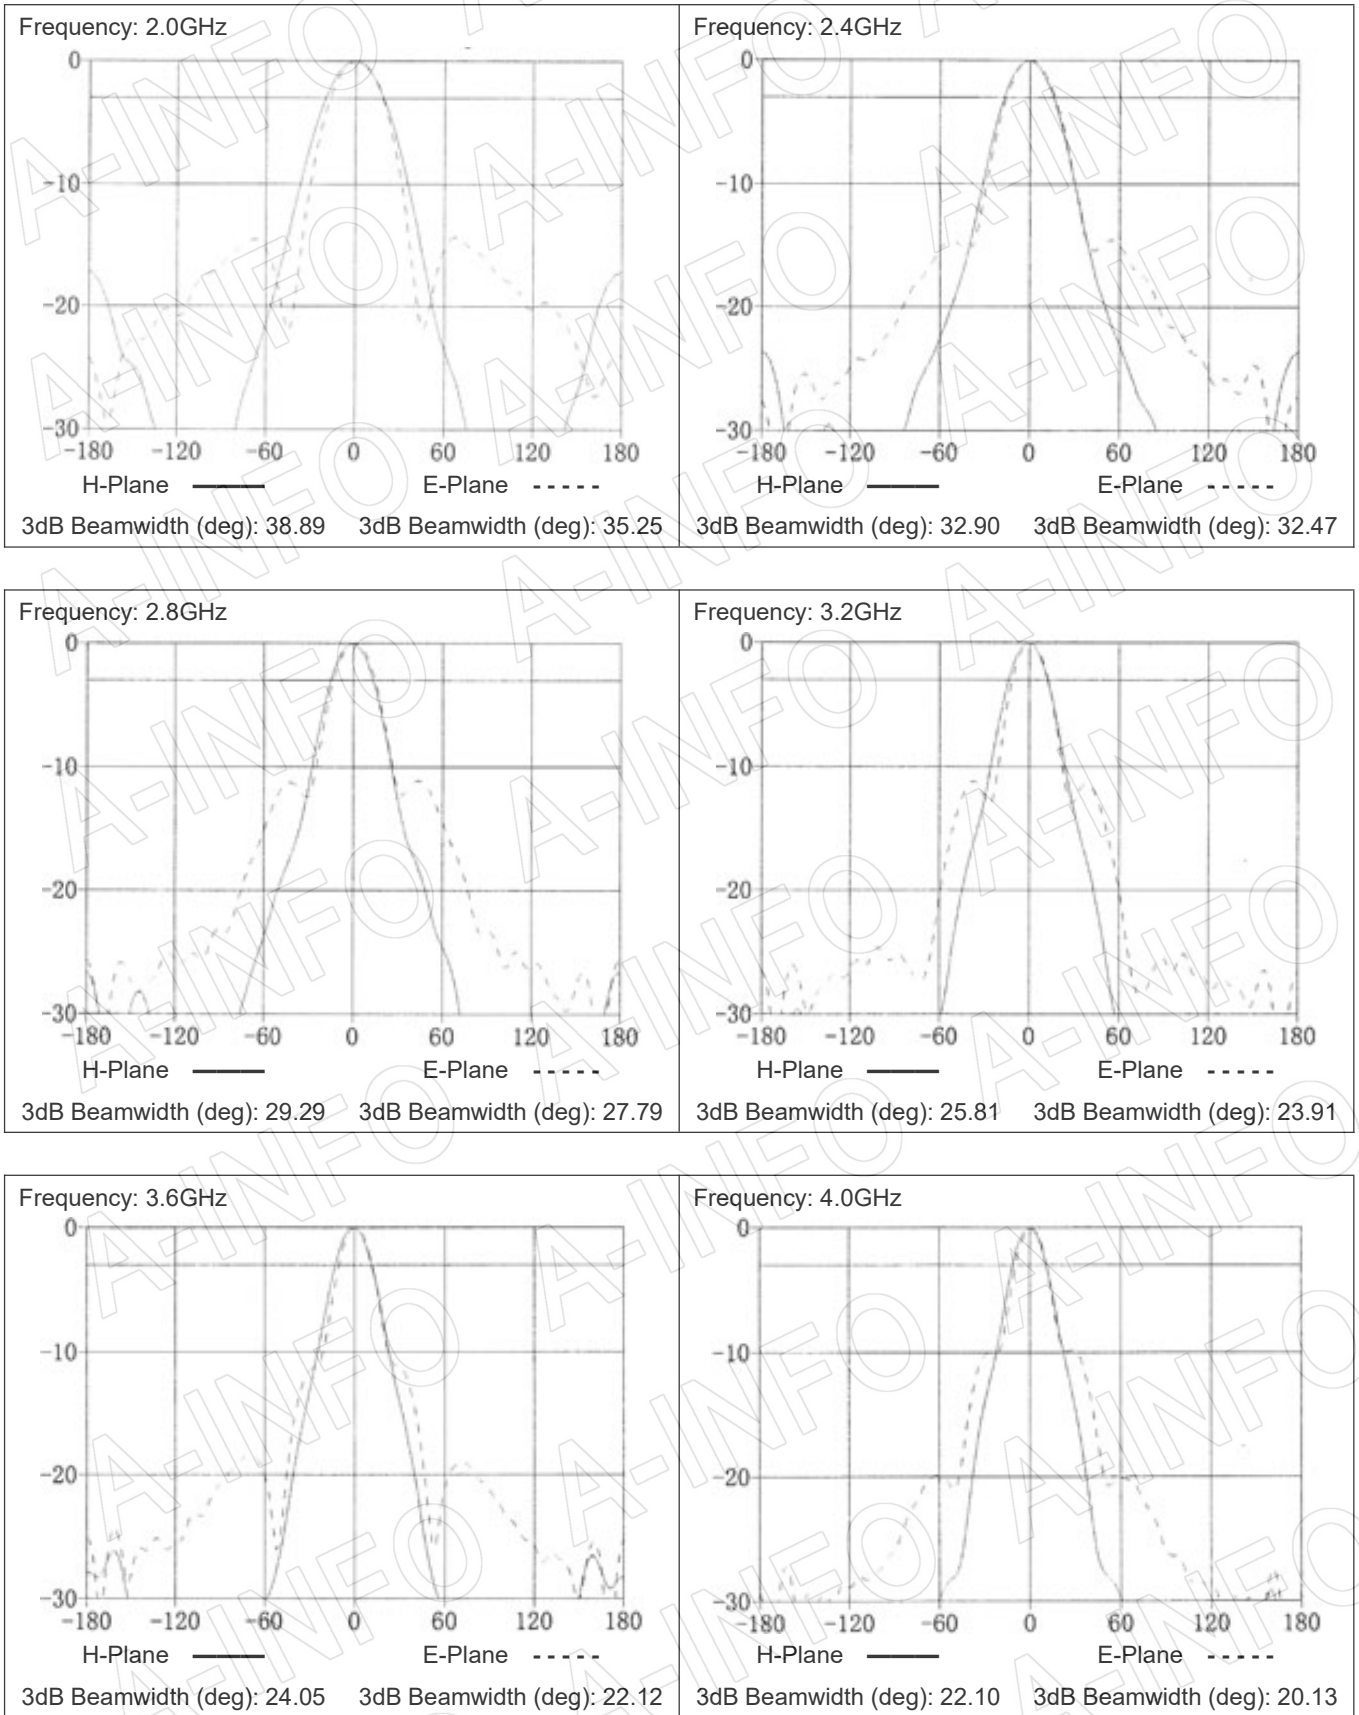 Frequency: 2.0GHz
0
-10
-20
-30
-180 -120 -60 0 60 120 180
H-Plane E-Plane
3dB Beamwidth (deg): 38.89 3dB Beamwidth (deg): 35.25
Frequency: 2.4GHz
0
-10
-20
-30
-180 -120 -60 0 60 120 180
H-Plane E-Plane
3dB Beamwidth (deg): 32.90 3dB Beamwidth (deg): 32.47
Frequency: 2.8GHz
0
-10
-20
-30
-180 -120 -60 0 60 120 180
H-Plane E-Plane
3dB Beamwidth (deg): 29.29 3dB Beamwidth (deg): 27.79
Frequency: 3.2GHz
0
-10
-20
-30
-180 -120 -60 0 60 120 180
H-Plane E-Plane
3dB Beamwidth (deg): 25.81 3dB Beamwidth (deg): 23.91
Frequency: 3.6GHz
0
-10
-20
-30
-180 -120 -60 0 60 120 180
H-Plane E-Plane
3dB Beamwidth (deg): 24.05 3dB Beamwidth (deg): 22.12
Frequency: 4.0GHz
0
-10
-20
-30
-180 -120 -60 0 60 120 180
H-Plane E-Plane
3dB Beamwidth (deg): 22.10 3dB Beamwidth (deg): 20.13
A-INFO